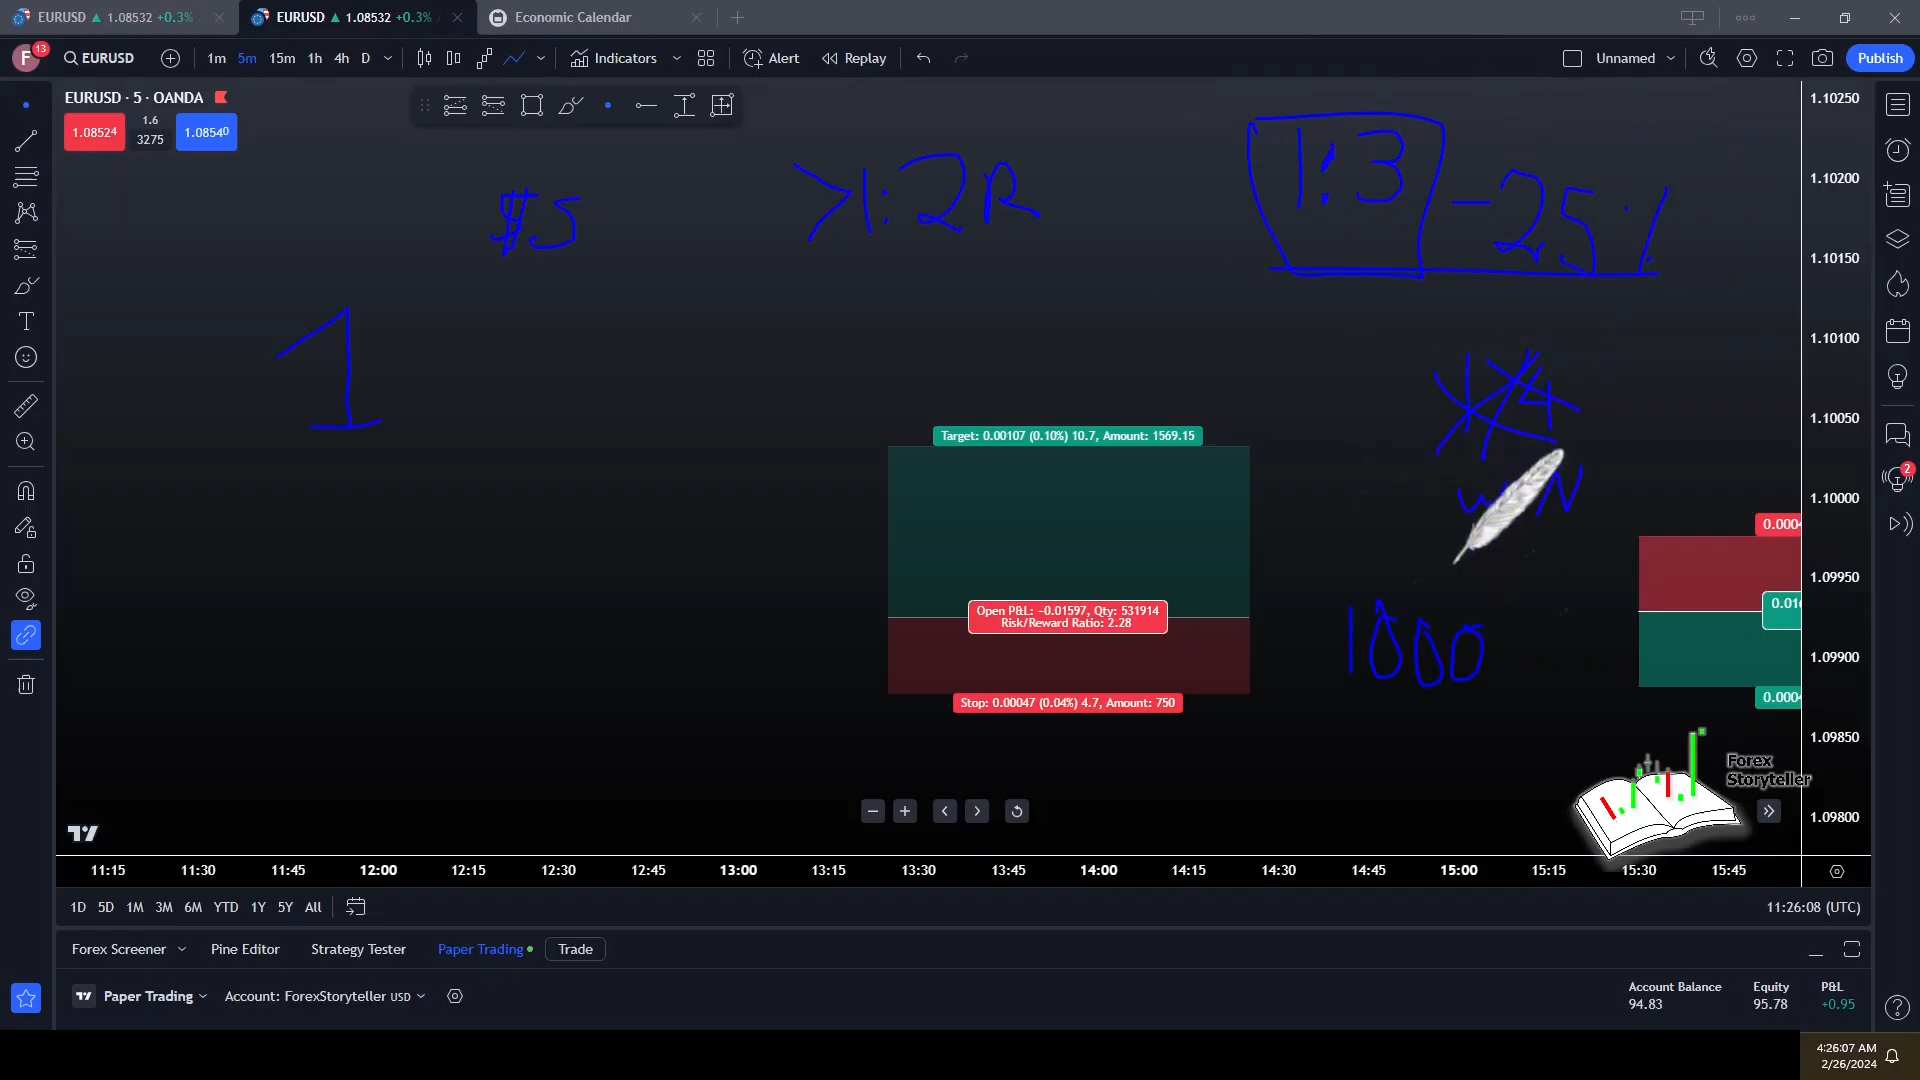 EURUSD 1.08532 +0.3%
EURUSD 1.08532 +0.3%
Economic Calendar
F 13 EURUSD 1m 5m 15m 1h 4h D Indicators Alert Replay Unnamed Publish
EURUSD · 5 · OANDA
1.08524 1.6 3275 1.08540
$5
>1:2R
1:3 - 25%
1
4
1000
Target: 0.00107 (0.10%) 10.7, Amount: 1569.15
Open P&L: −0.01597, Qty: 531914
Risk/Reward Ratio: 2.28
Stop: 0.00047 (0.04%) 4.7, Amount: 750
0.0004
0.016
0.0004
1.10250
1.10200
1.10150
1.10100
1.10050
1.10000
1.09950
1.09900
1.09850
1.09800
2
Forex
Storyteller
11:15 11:30 11:45 12:00 12:15 12:30 12:45 13:00 13:15 13:30 13:45 14:00 14:15 14:30 14:45 15:00 15:15 15:30 15:45
1D 5D 1M 3M 6M YTD 1Y 5Y All 11:26:08 (UTC)
Forex Screener Pine Editor Strategy Tester Paper Trading Trade
Paper Trading Account: ForexStoryteller USD
Account Balance Equity P&L
94.83 95.78 +0.95
4:26:07 AM
2/26/2024